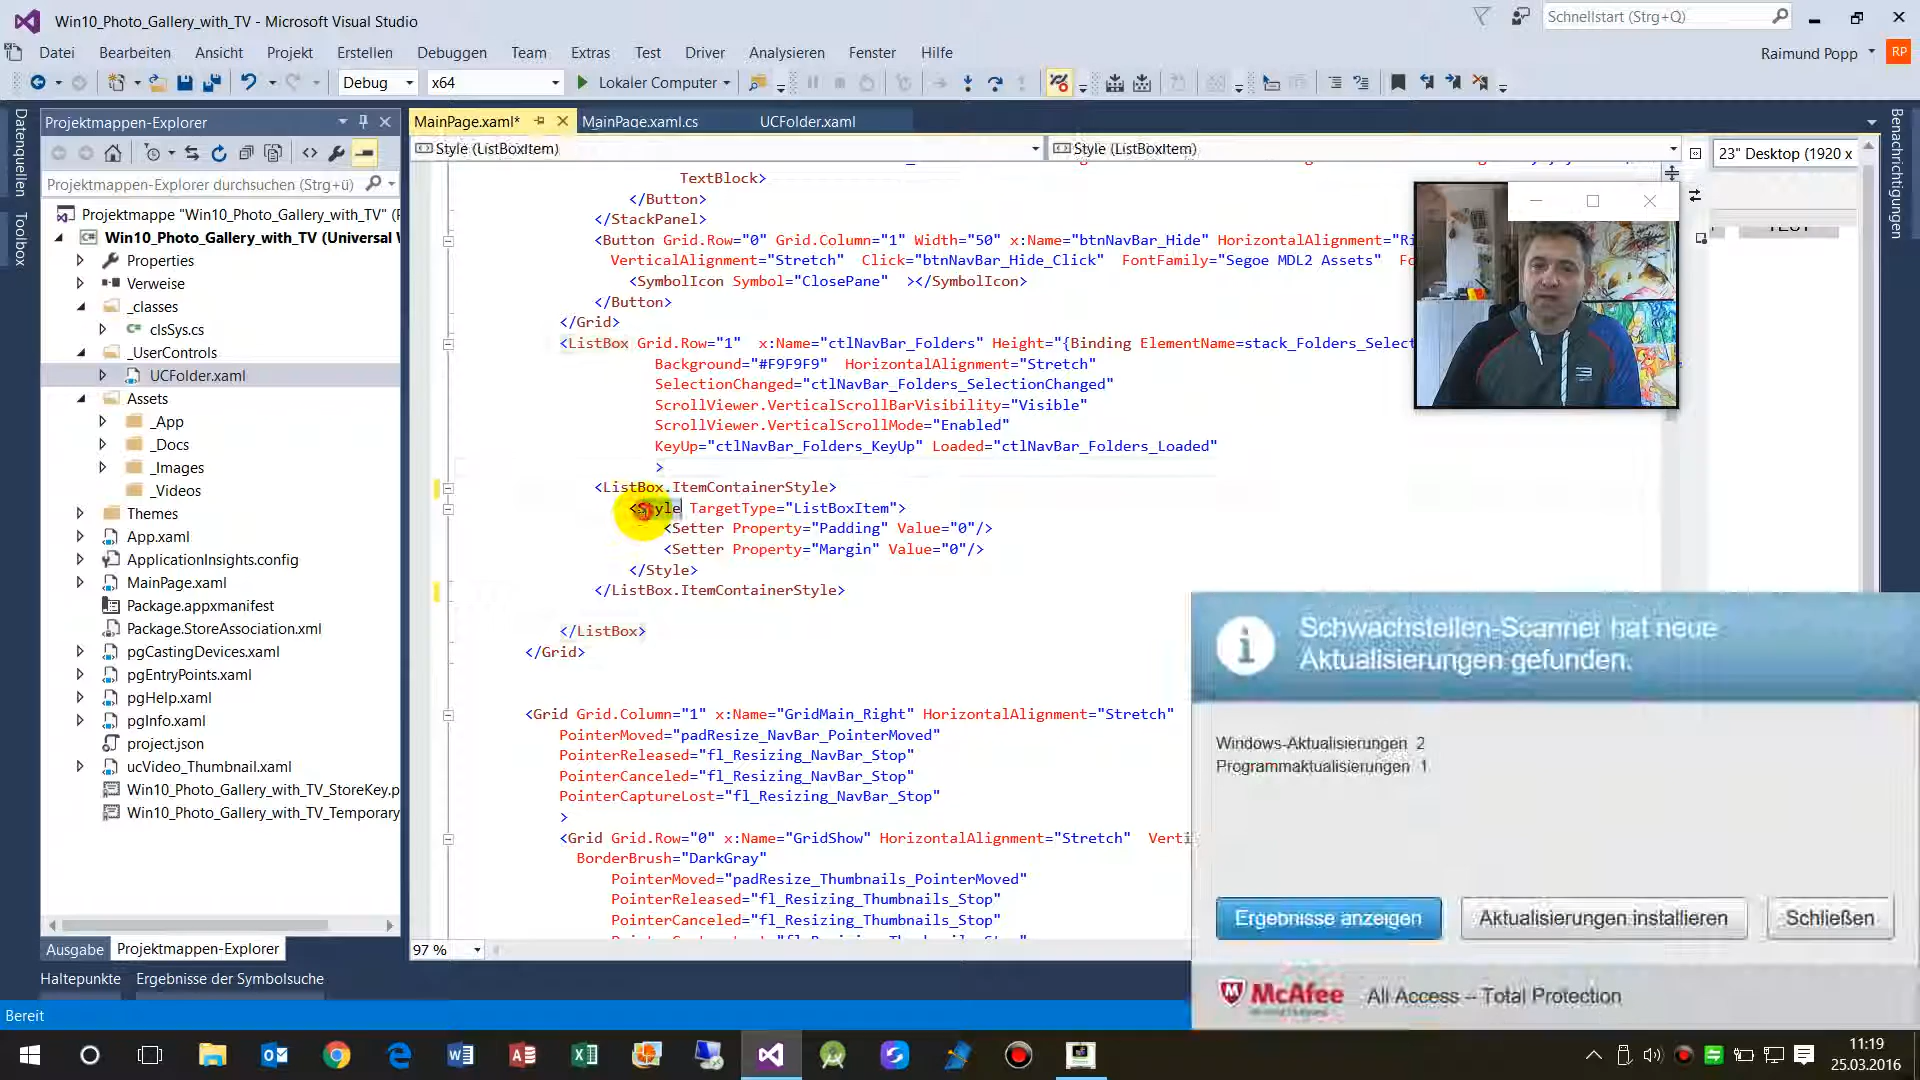 Win10_Photo_Gallery_with_TV - Microsoft Visual Studio
Schnellstart (Strg+Q)
Datei Bearbeiten Ansicht Projekt Erstellen Debuggen Team Extras Test Driver Analysieren Fenster Hilfe
Raimund Popp RP
Debug x64 Lokaler Computer
Datenquellen
Toolbox
Projektmappen-Explorer
Projektmappen-Explorer durchsuchen (Strg+ü)
Projektmappe "Win10_Photo_Gallery_with_TV" (
Win10_Photo_Gallery_with_TV (Universal
Properties
Verweise
_classes
clsSys.cs
_UserControls
UCFolder.xaml
Assets
_App
_Docs
_Images
_Videos
Themes
App.xaml
ApplicationInsights.config
MainPage.xaml
Package.appxmanifest
Package.StoreAssociation.xml
pgCastingDevices.xaml
pgEntryPoints.xaml
pgHelp.xaml
pgInfo.xaml
project.json
ucVideo_Thumbnail.xaml
Win10_Photo_Gallery_with_TV_StoreKey.p
Win10_Photo_Gallery_with_TV_Temporary
Ausgabe Projektmappen-Explorer
Haltepunkte Ergebnisse der Symbolsuche
Bereit
MainPage.xaml* MainPage.xaml.cs UCFolder.xaml
Style (ListBoxItem) Style (ListBoxItem)
23" Desktop (1920 x
Benachrichtigungen
TextBlock>
</Button>
</StackPanel>
<Button Grid.Row="0" Grid.Column="1" Width="50" x:Name="btnNavBar_Hide" HorizontalAlignment="Ri
VerticalAlignment="Stretch" Click="btnNavBar_Hide_Click" FontFamily="Segoe MDL2 Assets" Fo
<SymbolIcon Symbol="ClosePane" ></SymbolIcon>
</Button>
</Grid>
<ListBox Grid.Row="1" x:Name="ctlNavBar_Folders" Height="{Binding ElementName=stack_Folders_Selec
Background="#F9F9F9" HorizontalAlignment="Stretch"
SelectionChanged="ctlNavBar_Folders_SelectionChanged"
ScrollViewer.VerticalScrollBarVisibility="Visible"
ScrollViewer.VerticalScrollMode="Enabled"
KeyUp="ctlNavBar_Folders_KeyUp" Loaded="ctlNavBar_Folders_Loaded"
>
<ListBox.ItemContainerStyle>
<Style TargetType="ListBoxItem">
<Setter Property="Padding" Value="0"/>
<Setter Property="Margin" Value="0"/>
</Style>
</ListBox.ItemContainerStyle>
</ListBox>
</Grid>
<Grid Grid.Column="1" x:Name="GridMain_Right" HorizontalAlignment="Stretch"
PointerMoved="padResize_NavBar_PointerMoved"
PointerReleased="fl_Resizing_NavBar_Stop"
PointerCanceled="fl_Resizing_NavBar_Stop"
PointerCaptureLost="fl_Resizing_NavBar_Stop"
>
<Grid Grid.Row="0" x:Name="GridShow" HorizontalAlignment="Stretch" Verti
BorderBrush="DarkGray"
PointerMoved="padResize_Thumbnails_PointerMoved"
PointerReleased="fl_Resizing_Thumbnails_Stop"
PointerCanceled="fl_Resizing_Thumbnails_Stop"
97 %
Schwachstellen-Scanner hat neue
Aktualisierungen gefunden.
Windows-Aktualisierungen 2
Programmaktualisierungen 1
Ergebnisse anzeigen Aktualisierungen installieren Schließen
McAfee All Access – Total Protection
11:19
25.03.2016